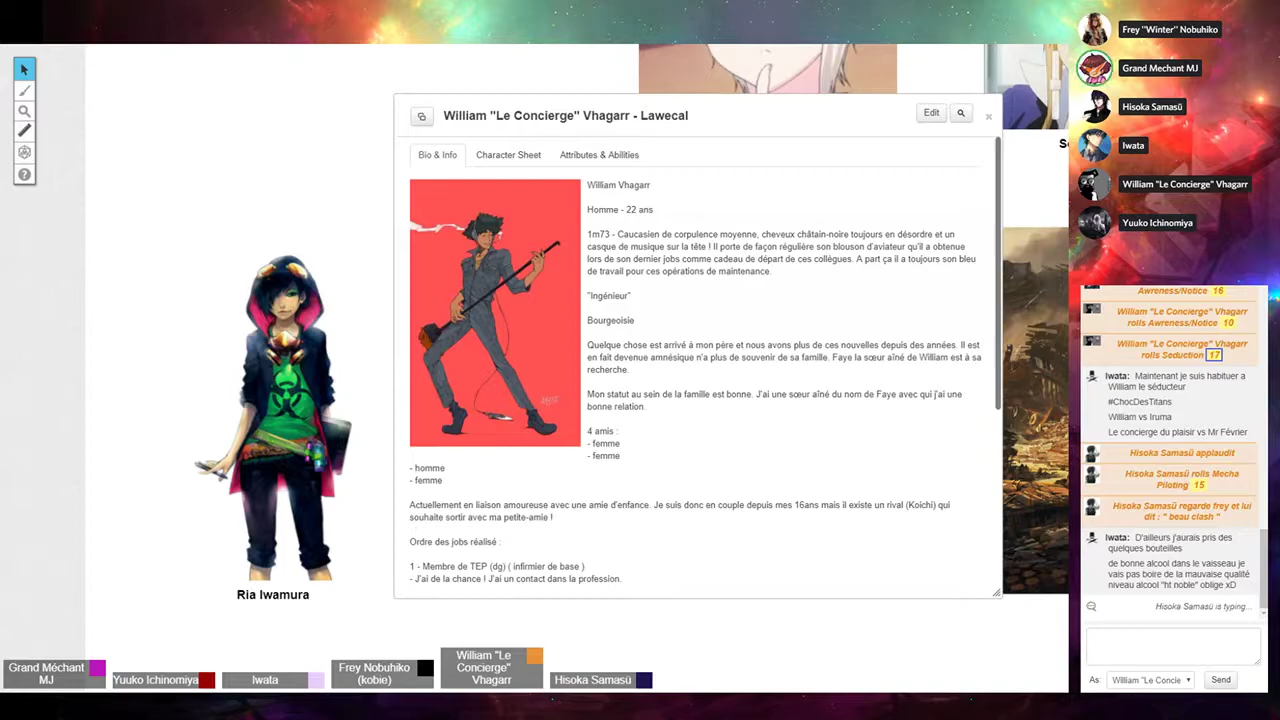 Frey "Winter" Nobuhiko
Grand Mechant MJ
Hisoka Samasü
Iwata
William "Le Concierge" Vhagarr
Yuuko Ichinomiya
William "Le Concierge" Vhagarr - Lawecal
Edit
Bio & Info
Character Sheet
Attributes & Abilities
William Vhagarr
Homme - 22 ans
1m73 - Caucasien de corpulence moyenne, cheveux châtain-noire toujours en désordre et un
casque de musique sur la tête ! Il porte de façon régulière son blouson d'aviateur qu'il a obtenue
lors de son dernier jobs comme cadeau de départ de ces collègues. A part ça il a toujours son bleu
de travail pour ces opérations de maintenance.
"Ingénieur"
Bourgeoisie
Quelque chose est arrivé à mon père et nous avons plus de ces nouvelles depuis des années. Il est
en fait devenue amnésique n'a plus de souvenir de sa famille. Faye la sœur aîné de William est à sa
recherche.
Mon statut au sein de la famille est bonne. J'ai une sœur aîné du nom de Faye avec qui j'ai une
bonne relation.
4 amis :
- femme
- femme
- homme
- femme
Actuellement en liaison amoureuse avec une amie d'enfance. Je suis donc en couple depuis mes 16ans mais il existe un rival (Koichi) qui
souhaite sortir avec ma petite-amie !
Ordre des jobs réalisé :
1 - Membre de TEP (dg) ( infirmier de base )
- J'ai de la chance ! J'ai un contact dans la profession.
Ria Iwamura
Awreness/Notice 16
William "Le Concierge" Vhagarr
rolls Awreness/Notice 10
William "Le Concierge" Vhagarr
rolls Seduction 17
Iwata: Maintenant je suis habituer a
William le séducteur
#ChocDesTitans
William vs Iruma
Le concierge du plaisir vs Mr Février
Hisoka Samasü applaudit
Hisoka Samasü rolls Mecha
Piloting 15
Hisoka Samasü regarde frey et lui
dit : " beau clash "
Iwata: D'ailleurs j'aurais pris des
quelques bouteilles
de bonne alcool dans le vaisseau je
vais pas boire de la mauvaise qualité
niveau alcool "ht noble" oblige xD
Hisoka Samasü is typing...
As:
William "Le Concie
Send
Grand Méchant
MJ
Yuuko Ichinomiya
Iwata
Frey Nobuhiko
(kobie)
William "Le
Concierge"
Vhagarr
Hisoka Samasü